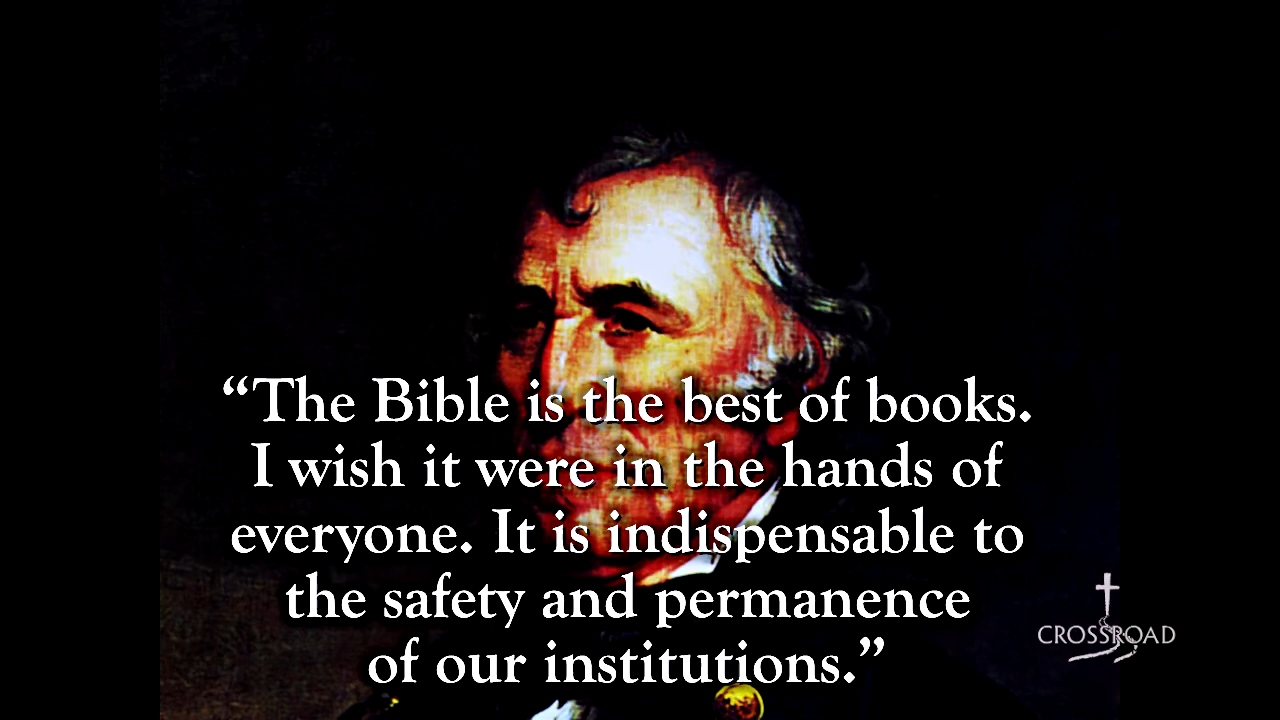 “The Bible is the best of books.
I wish it were in the hands of
everyone. It is indispensable to
the safety and permanence
of our institutions.”
CROSSROAD